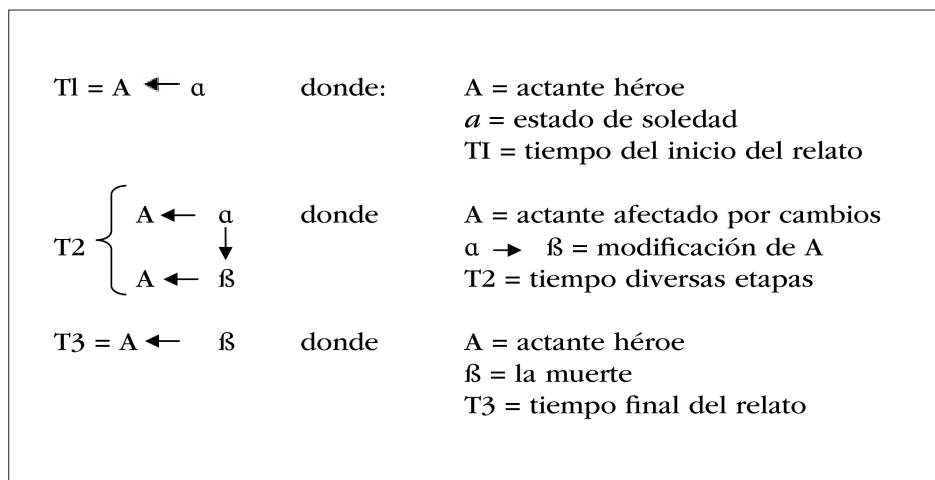 Tl = A ← ɑ donde: A = actante héroe
a = estado de soledad
TI = tiempo del inicio del relato
A ← ɑ donde A = actante afectado por cambios
T2 ↓ ɑ → ß = modificación de A
A ← ß T2 = tiempo diversas etapas
T3 = A ← ß donde A = actante héroe
ß = la muerte
T3 = tiempo final del relato